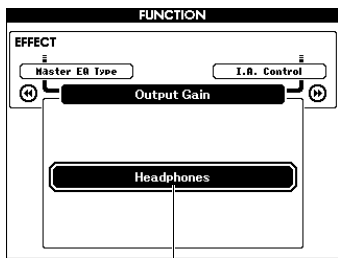 FUNCTION
EFFECT
Master EQ Type
I.A. Control
Output Gain
Headphones